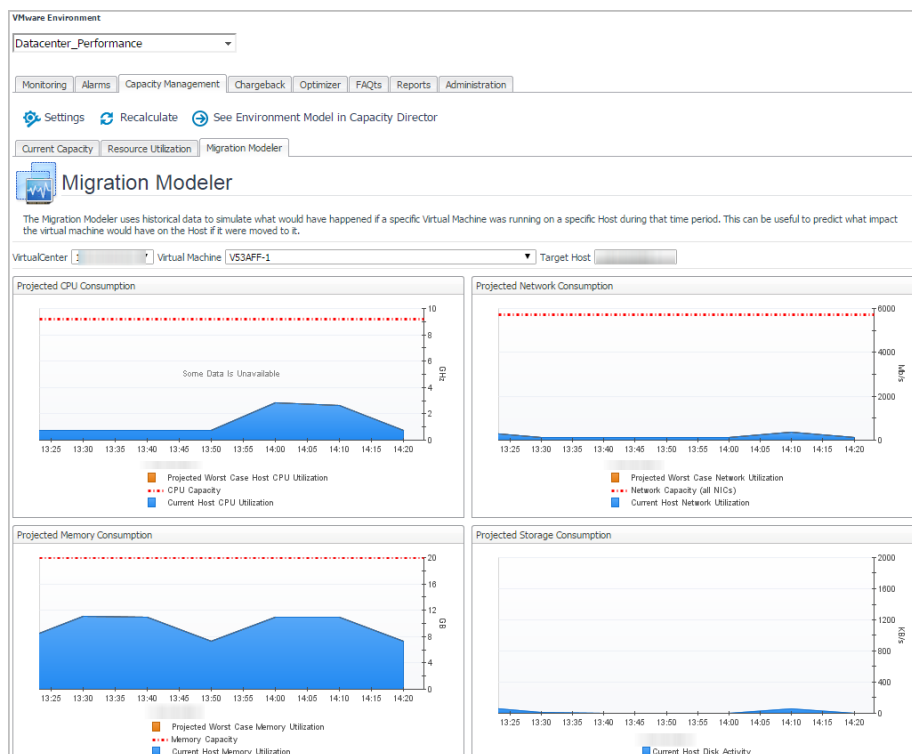 VMware Environment
Datacenter_Performance
Monitoring Alarms Capacity Management Chargeback Optimizer FAQts Reports Administration
Settings Recalculate See Environment Model in Capacity Director
Current Capacity Resource Utilization Migration Modeler
Migration Modeler
The Migration Modeler uses historical data to simulate what would have happened if a specific Virtual Machine was running on a specific Host during that time period. This can be useful to predict what impact
the virtual machine would have on the Host if it were moved to it.
VirtualCenter Virtual Machine V53AFF-1 Target Host
Projected CPU Consumption
10
8
6
4
2
0
GHz
Some Data Is Unavailable
13:25 13:30 13:35 13:40 13:45 13:50 13:55 14:00 14:05 14:10 14:15 14:20
Projected Worst Case Host CPU Utilization
CPU Capacity
Current Host CPU Utilization
Projected Network Consumption
6000
4000
2000
0
Mb/s
13:25 13:30 13:35 13:40 13:45 13:50 13:55 14:00 14:05 14:10 14:15 14:20
Projected Worst Case Network Utilization
Network Capacity (all NICs)
Current Host Network Utilization
Projected Memory Consumption
20
16
12
8
4
0
GB
13:25 13:30 13:35 13:40 13:45 13:50 13:55 14:00 14:05 14:10 14:15 14:20
Projected Worst Case Memory Utilization
Memory Capacity
Current Host Memory Utilization
Projected Storage Consumption
2000
1600
1200
800
400
0
KB/s
13:25 13:30 13:35 13:40 13:45 13:50 13:55 14:00 14:05 14:10 14:15 14:20
Current Host Disk Activity